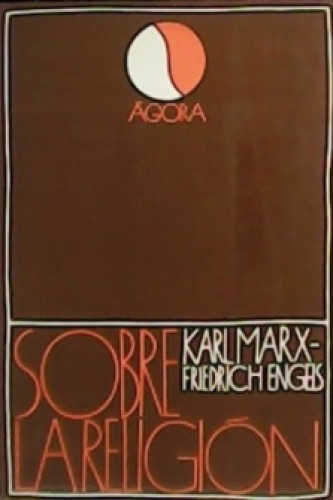 ÁGORA
KARL MARX-
FRIEDRICH ENGELS
SOBRE
LA RELIGIÓN